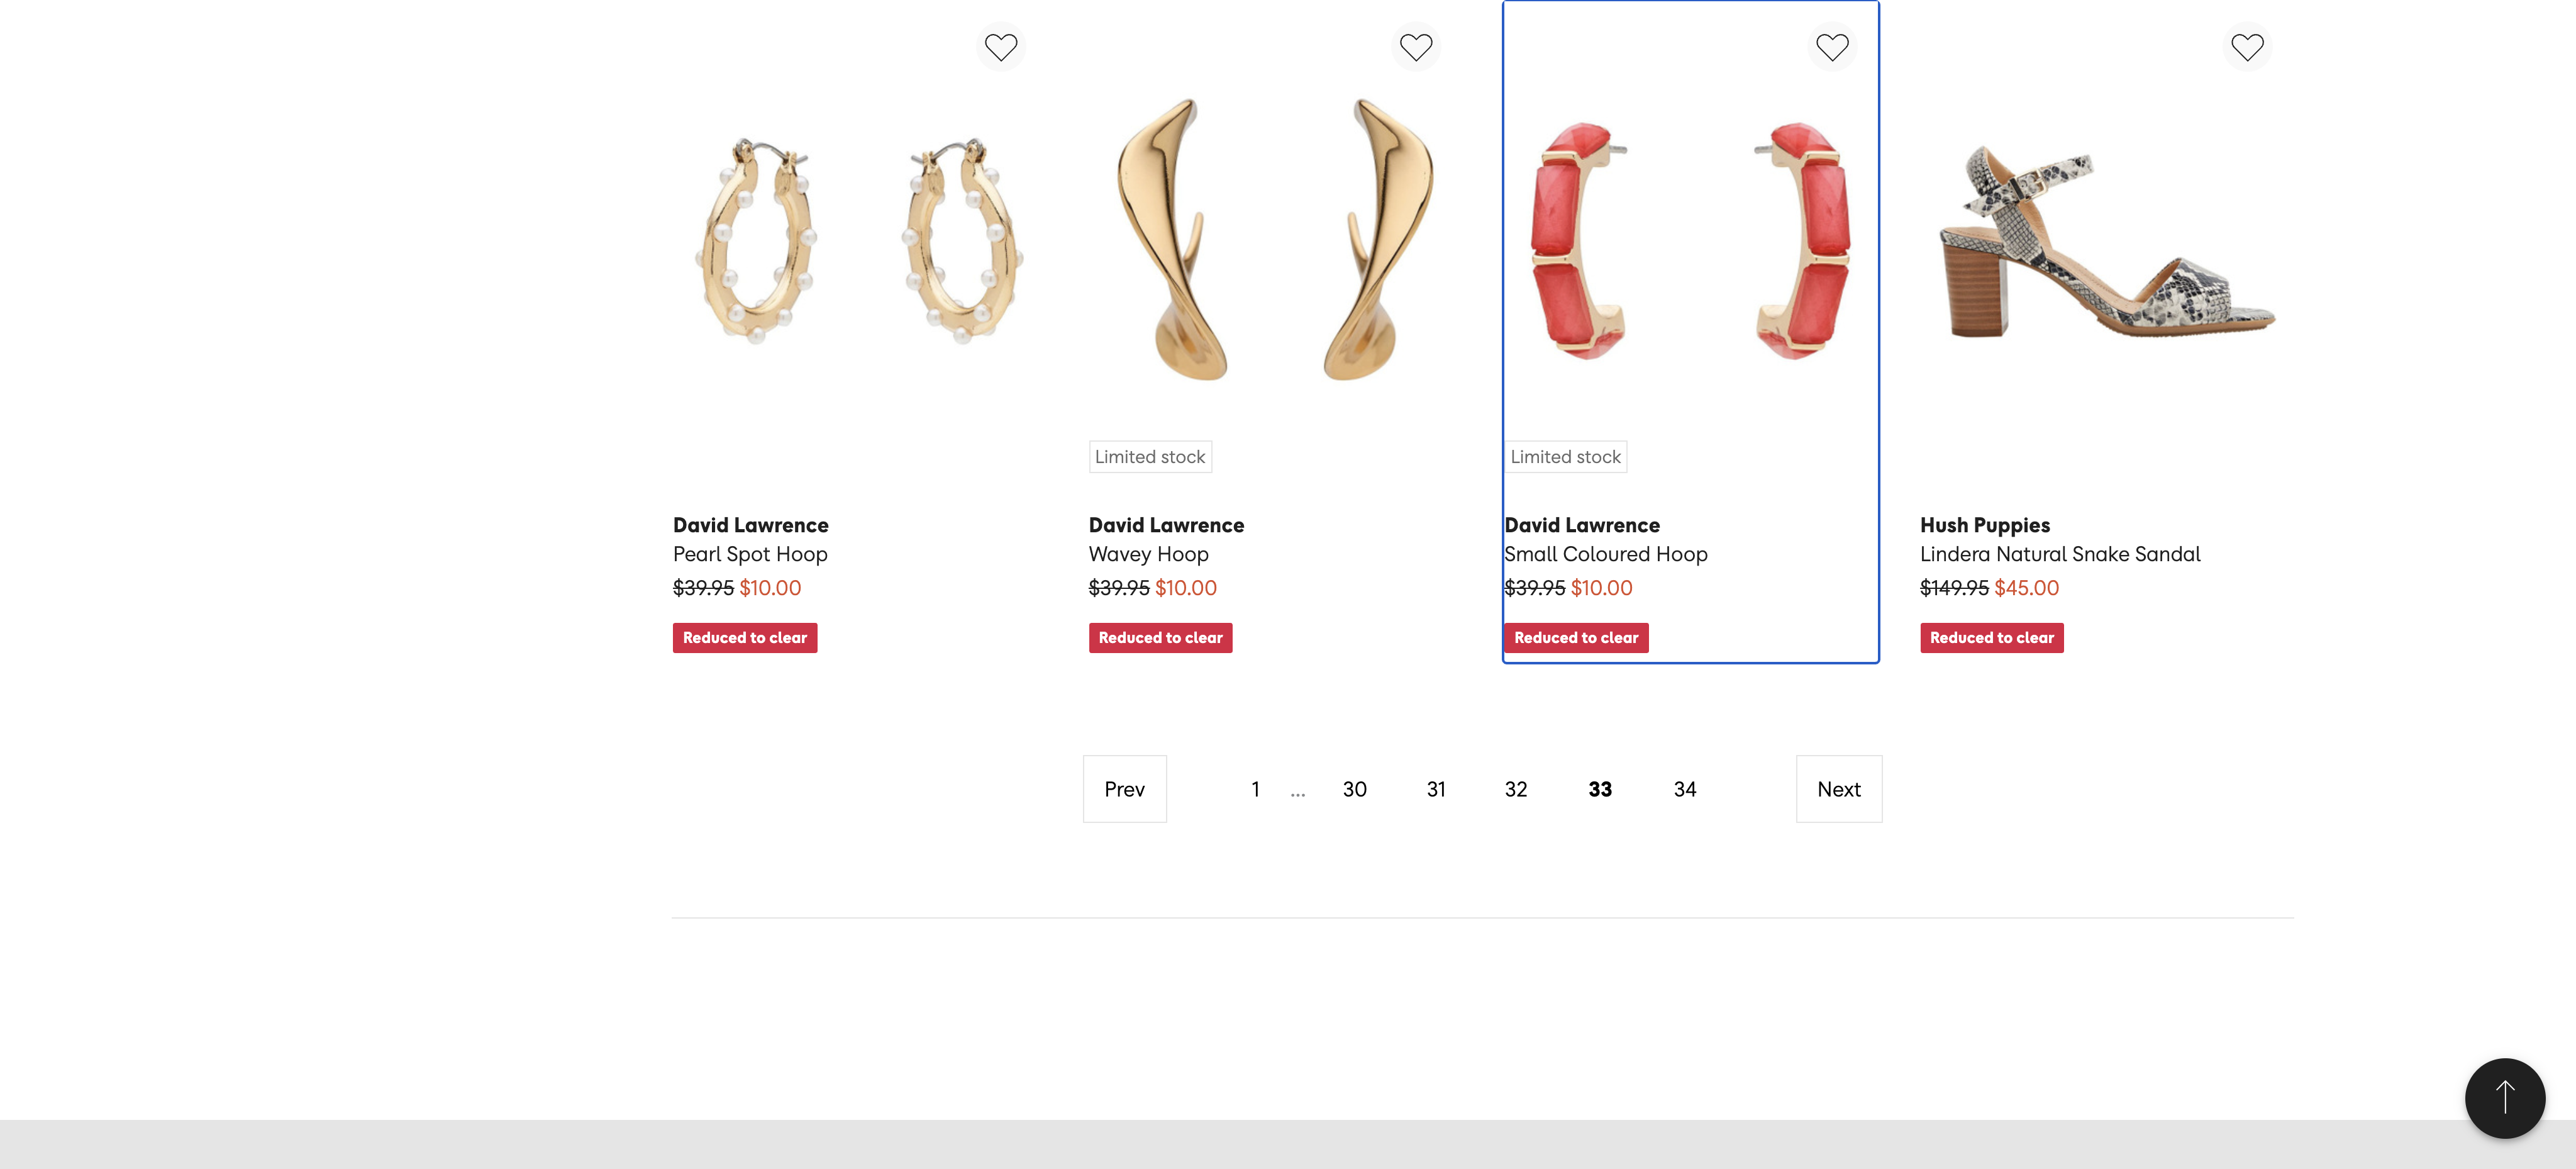 Limited stock
Limited stock
David Lawrence
Pearl Spot Hoop
$39.95 $10.00
Reduced to clear
David Lawrence
Wavey Hoop
$39.95 $10.00
Reduced to clear
David Lawrence
Small Coloured Hoop
$39.95 $10.00
Reduced to clear
Hush Puppies
Lindera Natural Snake Sandal
$149.95 $45.00
Reduced to clear
Prev 1 ... 30 31 32 33 34 Next